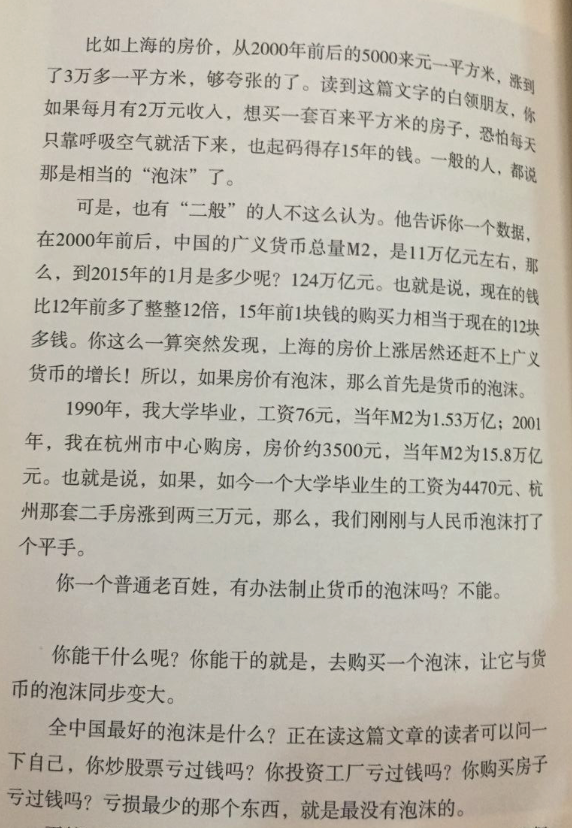 比如上海的房价，从2000年前后的5000来元一平方米，涨到
了3万多一平方米，够夸张的了。读到这篇文字的白领朋友，你
如果每月有2万元收入，想买一套百来平方米的房子，恐怕每天
只靠呼吸空气就活下来，也起码得存15年的钱。一般的人，都说
那是相当的“泡沫”了。
可是，也有“二般”的人不这么认为。他告诉你一个数据，
在2000年前后，中国的广义货币总量M2，是11万亿元左右，那
么，到2015年的1月是多少呢？124万亿元。也就是说，现在的钱
比12年前多了整整12倍，15年前1块钱的购买力相当于现在的12块
多钱。你这么一算突然发现，上海的房价上涨居然还赶不上广义
货币的增长！所以，如果房价有泡沫，那么首先是货币的泡沫。
1990年，我大学毕业，工资76元，当年M2为1.53万亿；2001
年，我在杭州市中心购房，房价约3500元，当年M2为15.8万亿
元。也就是说，如果，如今一个大学毕业生的工资为4470元、杭
州那套二手房涨到两三万元，那么，我们刚刚与人民币泡沫打了
个平手。
你一个普通老百姓，有办法制止货币的泡沫吗？不能。
你能干什么呢？你能干的就是，去购买一个泡沫，让它与货
币的泡沫同步变大。
全中国最好的泡沫是什么？正在读这篇文章的读者可以问一
下自己，你炒股票亏过钱吗？你投资工厂亏过钱吗？你购买房子
亏过钱吗？亏损最少的那个东西，就是最没有泡沫的。